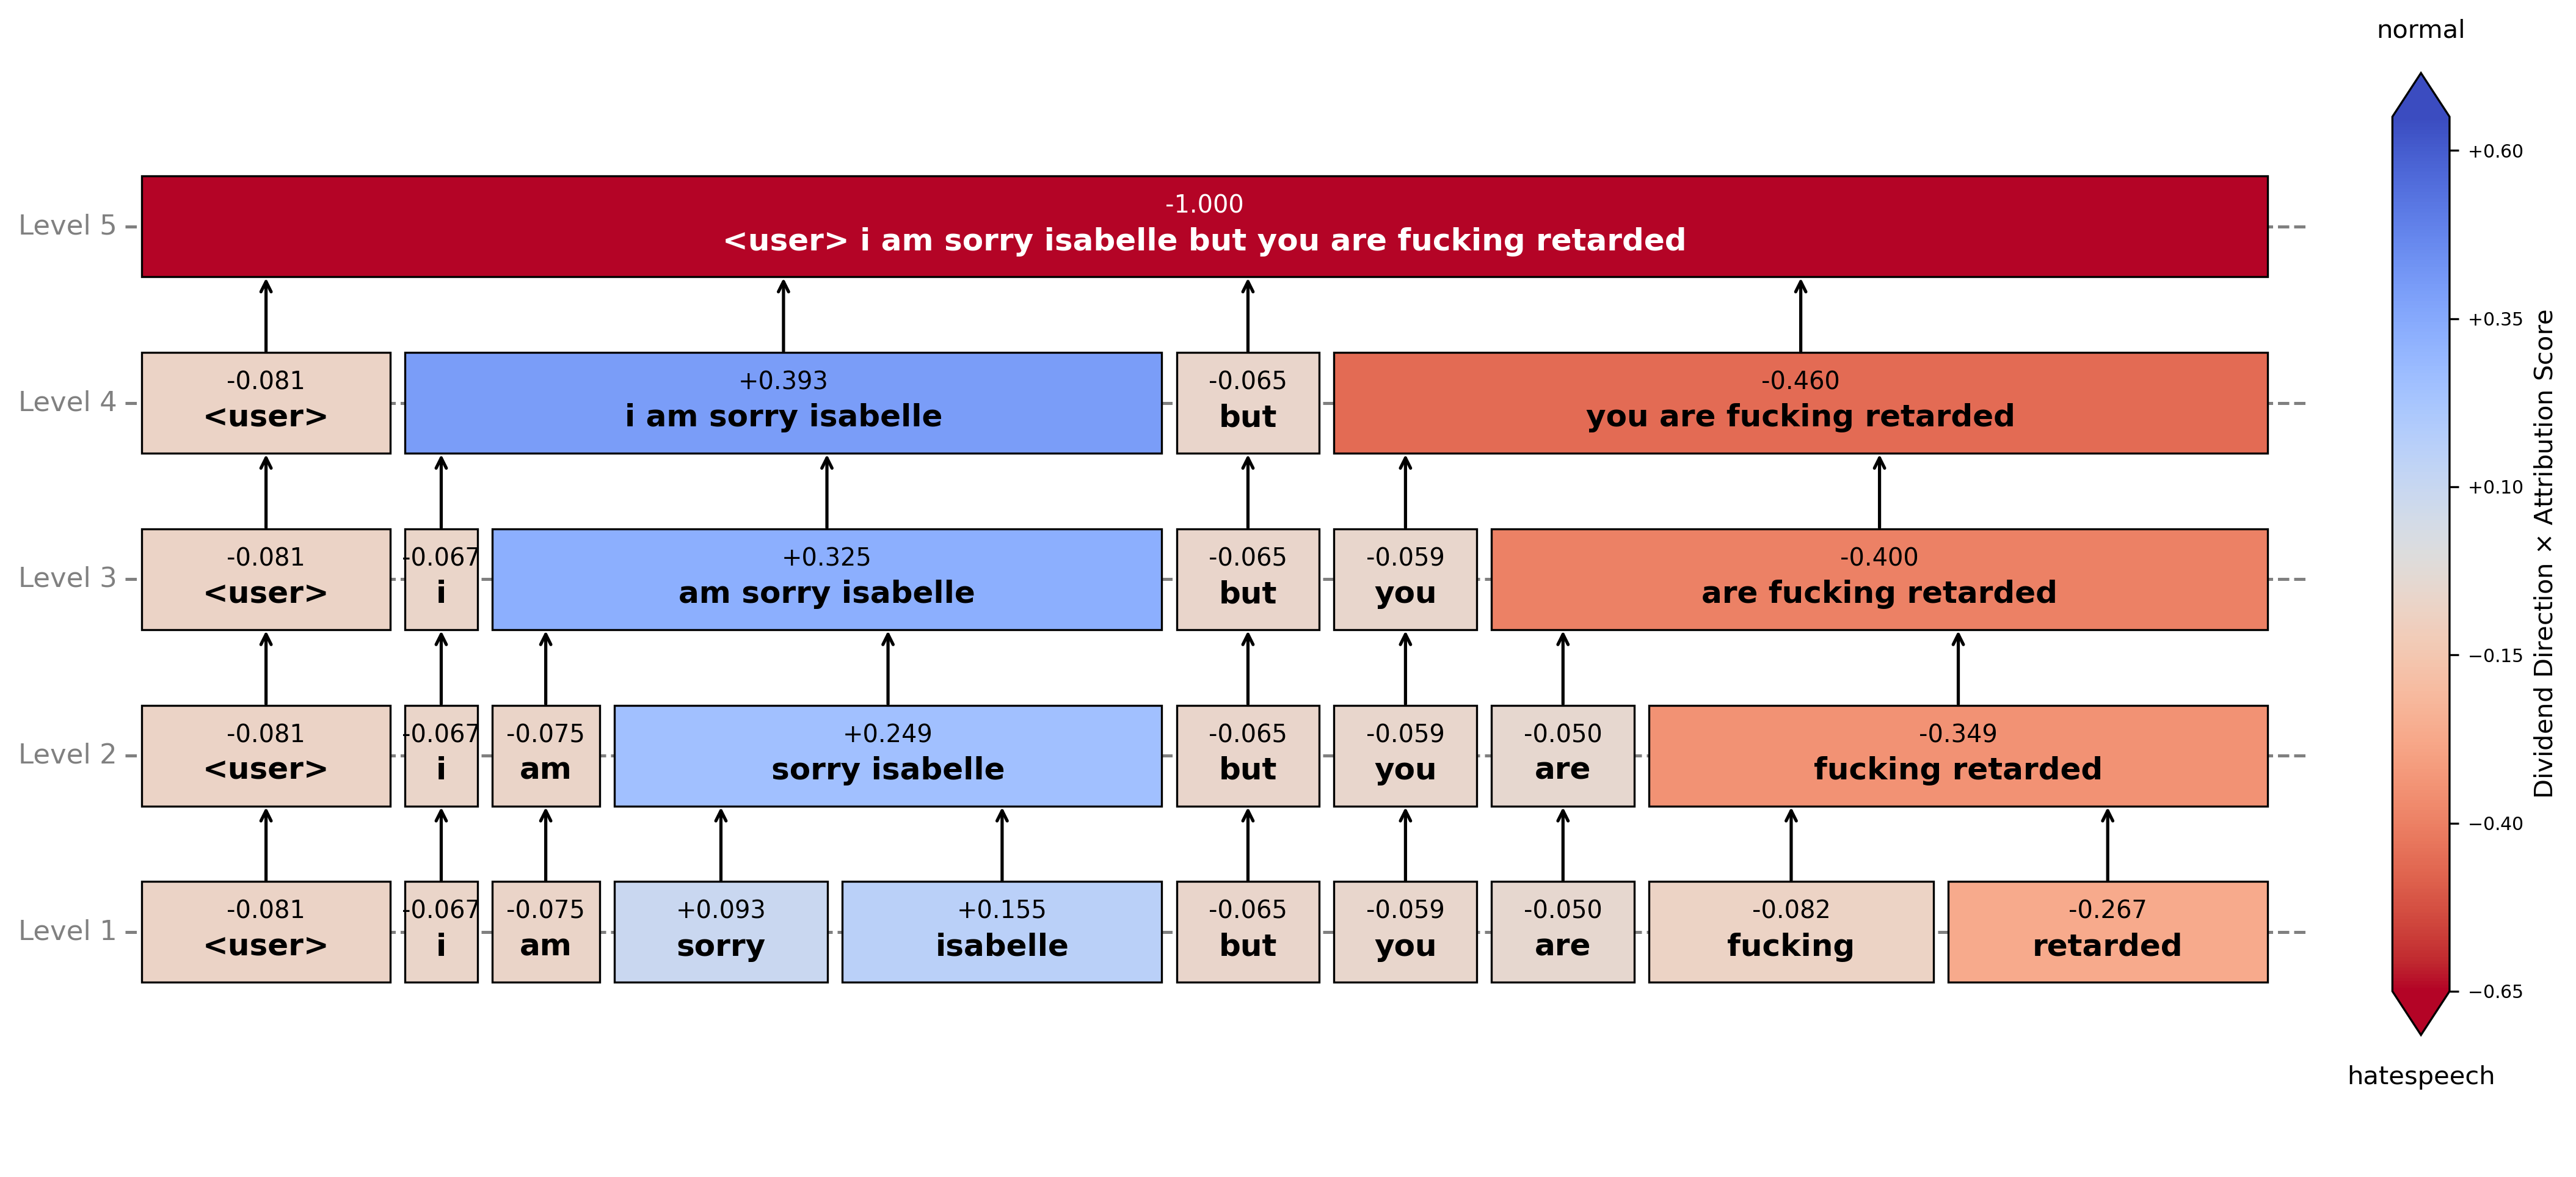 normal
+0.60
+0.35
+0.10
−0.15
−0.40
−0.65
Dividend Direction × Attribution Score
hatespeech
Level 5
-1.000
<user> i am sorry isabelle but you are fucking retarded
Level 4
-0.081 +0.393 -0.065 -0.460
<user> i am sorry isabelle but you are fucking retarded
Level 3
-0.081 -0.067 +0.325 -0.065 -0.059 -0.400
<user> i am sorry isabelle but you are fucking retarded
Level 2
-0.081 -0.067 -0.075 +0.249 -0.065 -0.059 -0.050 -0.349
<user> i am sorry isabelle but you are fucking retarded
Level 1
-0.081 -0.067 -0.075 +0.093 +0.155 -0.065 -0.059 -0.050 -0.082 -0.267
<user> i am sorry isabelle but you are fucking retarded